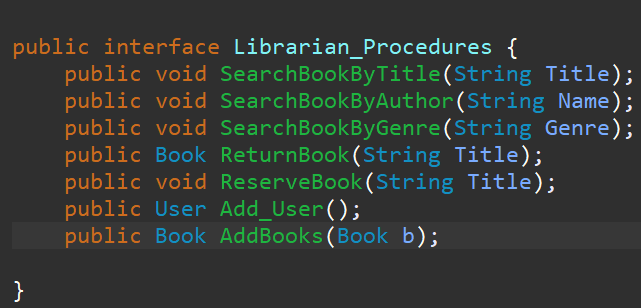 public interface Librarian_Procedures {
    public void SearchBookByTitle(String Title);
    public void SearchBookByAuthor(String Name);
    public void SearchBookByGenre(String Genre);
    public Book ReturnBook(String Title);
    public void ReserveBook(String Title);
    public User Add_User();
    public Book AddBooks(Book b);
}